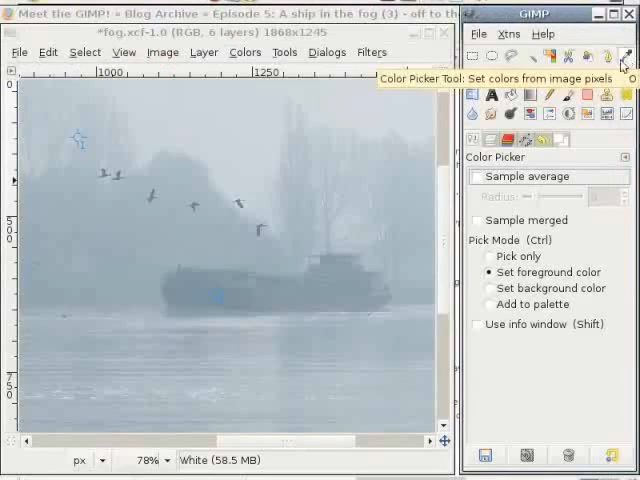 Meet the GIMP! » Blog Archive » Episode 5: A ship in the fog (3) - off to th
*fog.xcf-1.0 (RGB, 6 layers) 1868x1245
File Edit Select View Image Layer Colors Tools Dialogs Filters
1000 1250
0
500
750
px 78% White (58.5 MB)
GIMP
File Xtns Help
Color Picker Tool: Set colors from image pixels O
Color Picker
Sample average
Radius:
Sample merged
Pick Mode (Ctrl)
Pick only
Set foreground color
Set background color
Add to palette
Use info window (Shift)